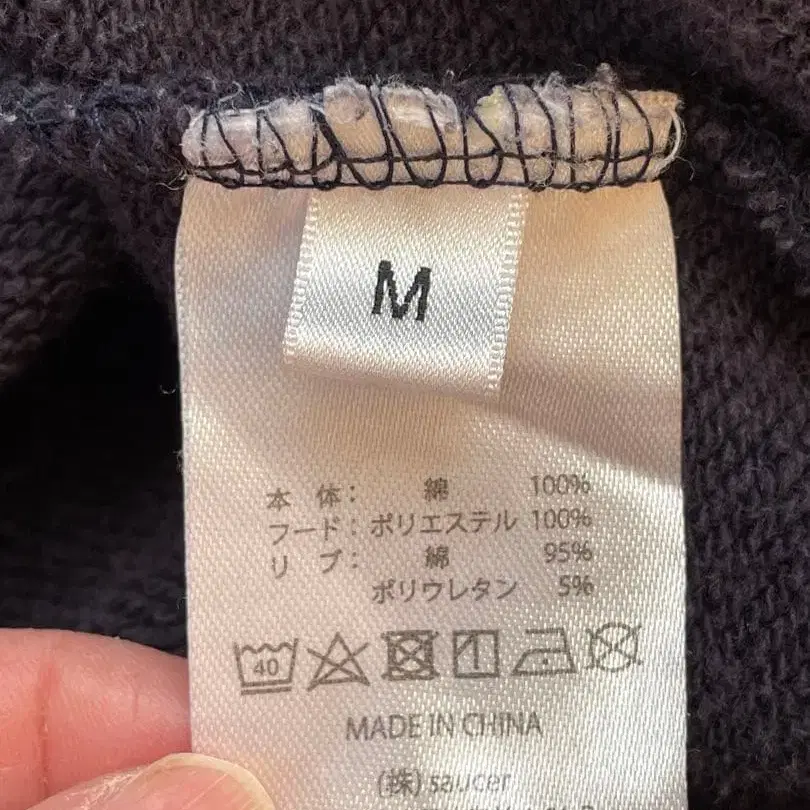 M
本 体: 綿 100%
フード: ポリエステル 100%
リ ブ: 綿 95%
ポリウレタン 5%
40
MADE IN CHINA
(株) saucer